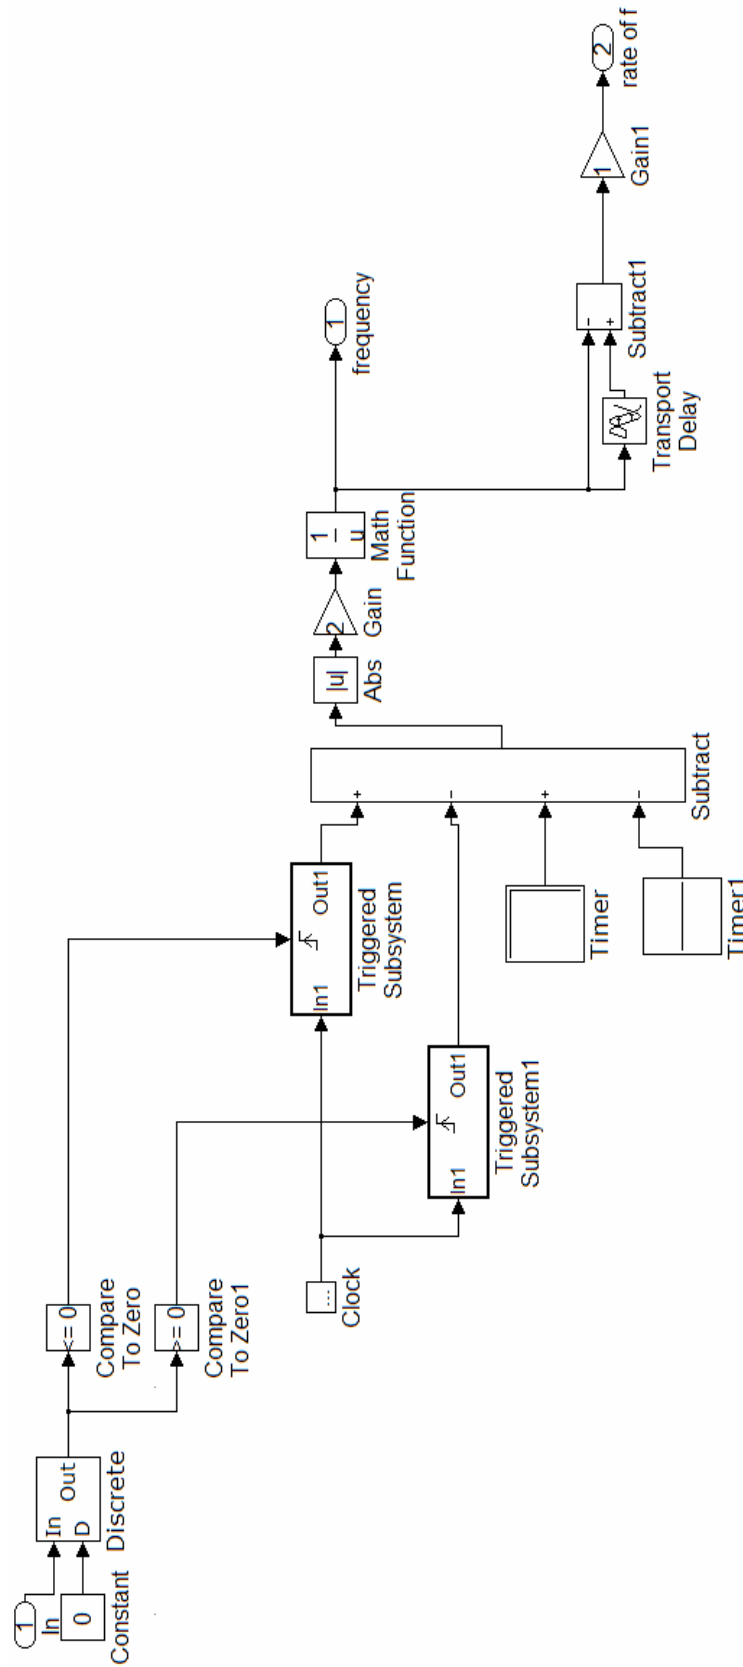 1
In
0
Constant
In
D
Out
Discrete
<= 0
Compare
To Zero
>= 0
Compare
To Zero1
...
Clock
In1
Out1
Triggered
Subsystem
In1
Out1
Triggered
Subsystem1
Timer
Timer1
+
-
+
-
Subtract
|u|
Abs
2
Gain
1
u
Math
Function
1
frequency
Transport
Delay
-
+
Subtract1
1
Gain1
2
rate of f